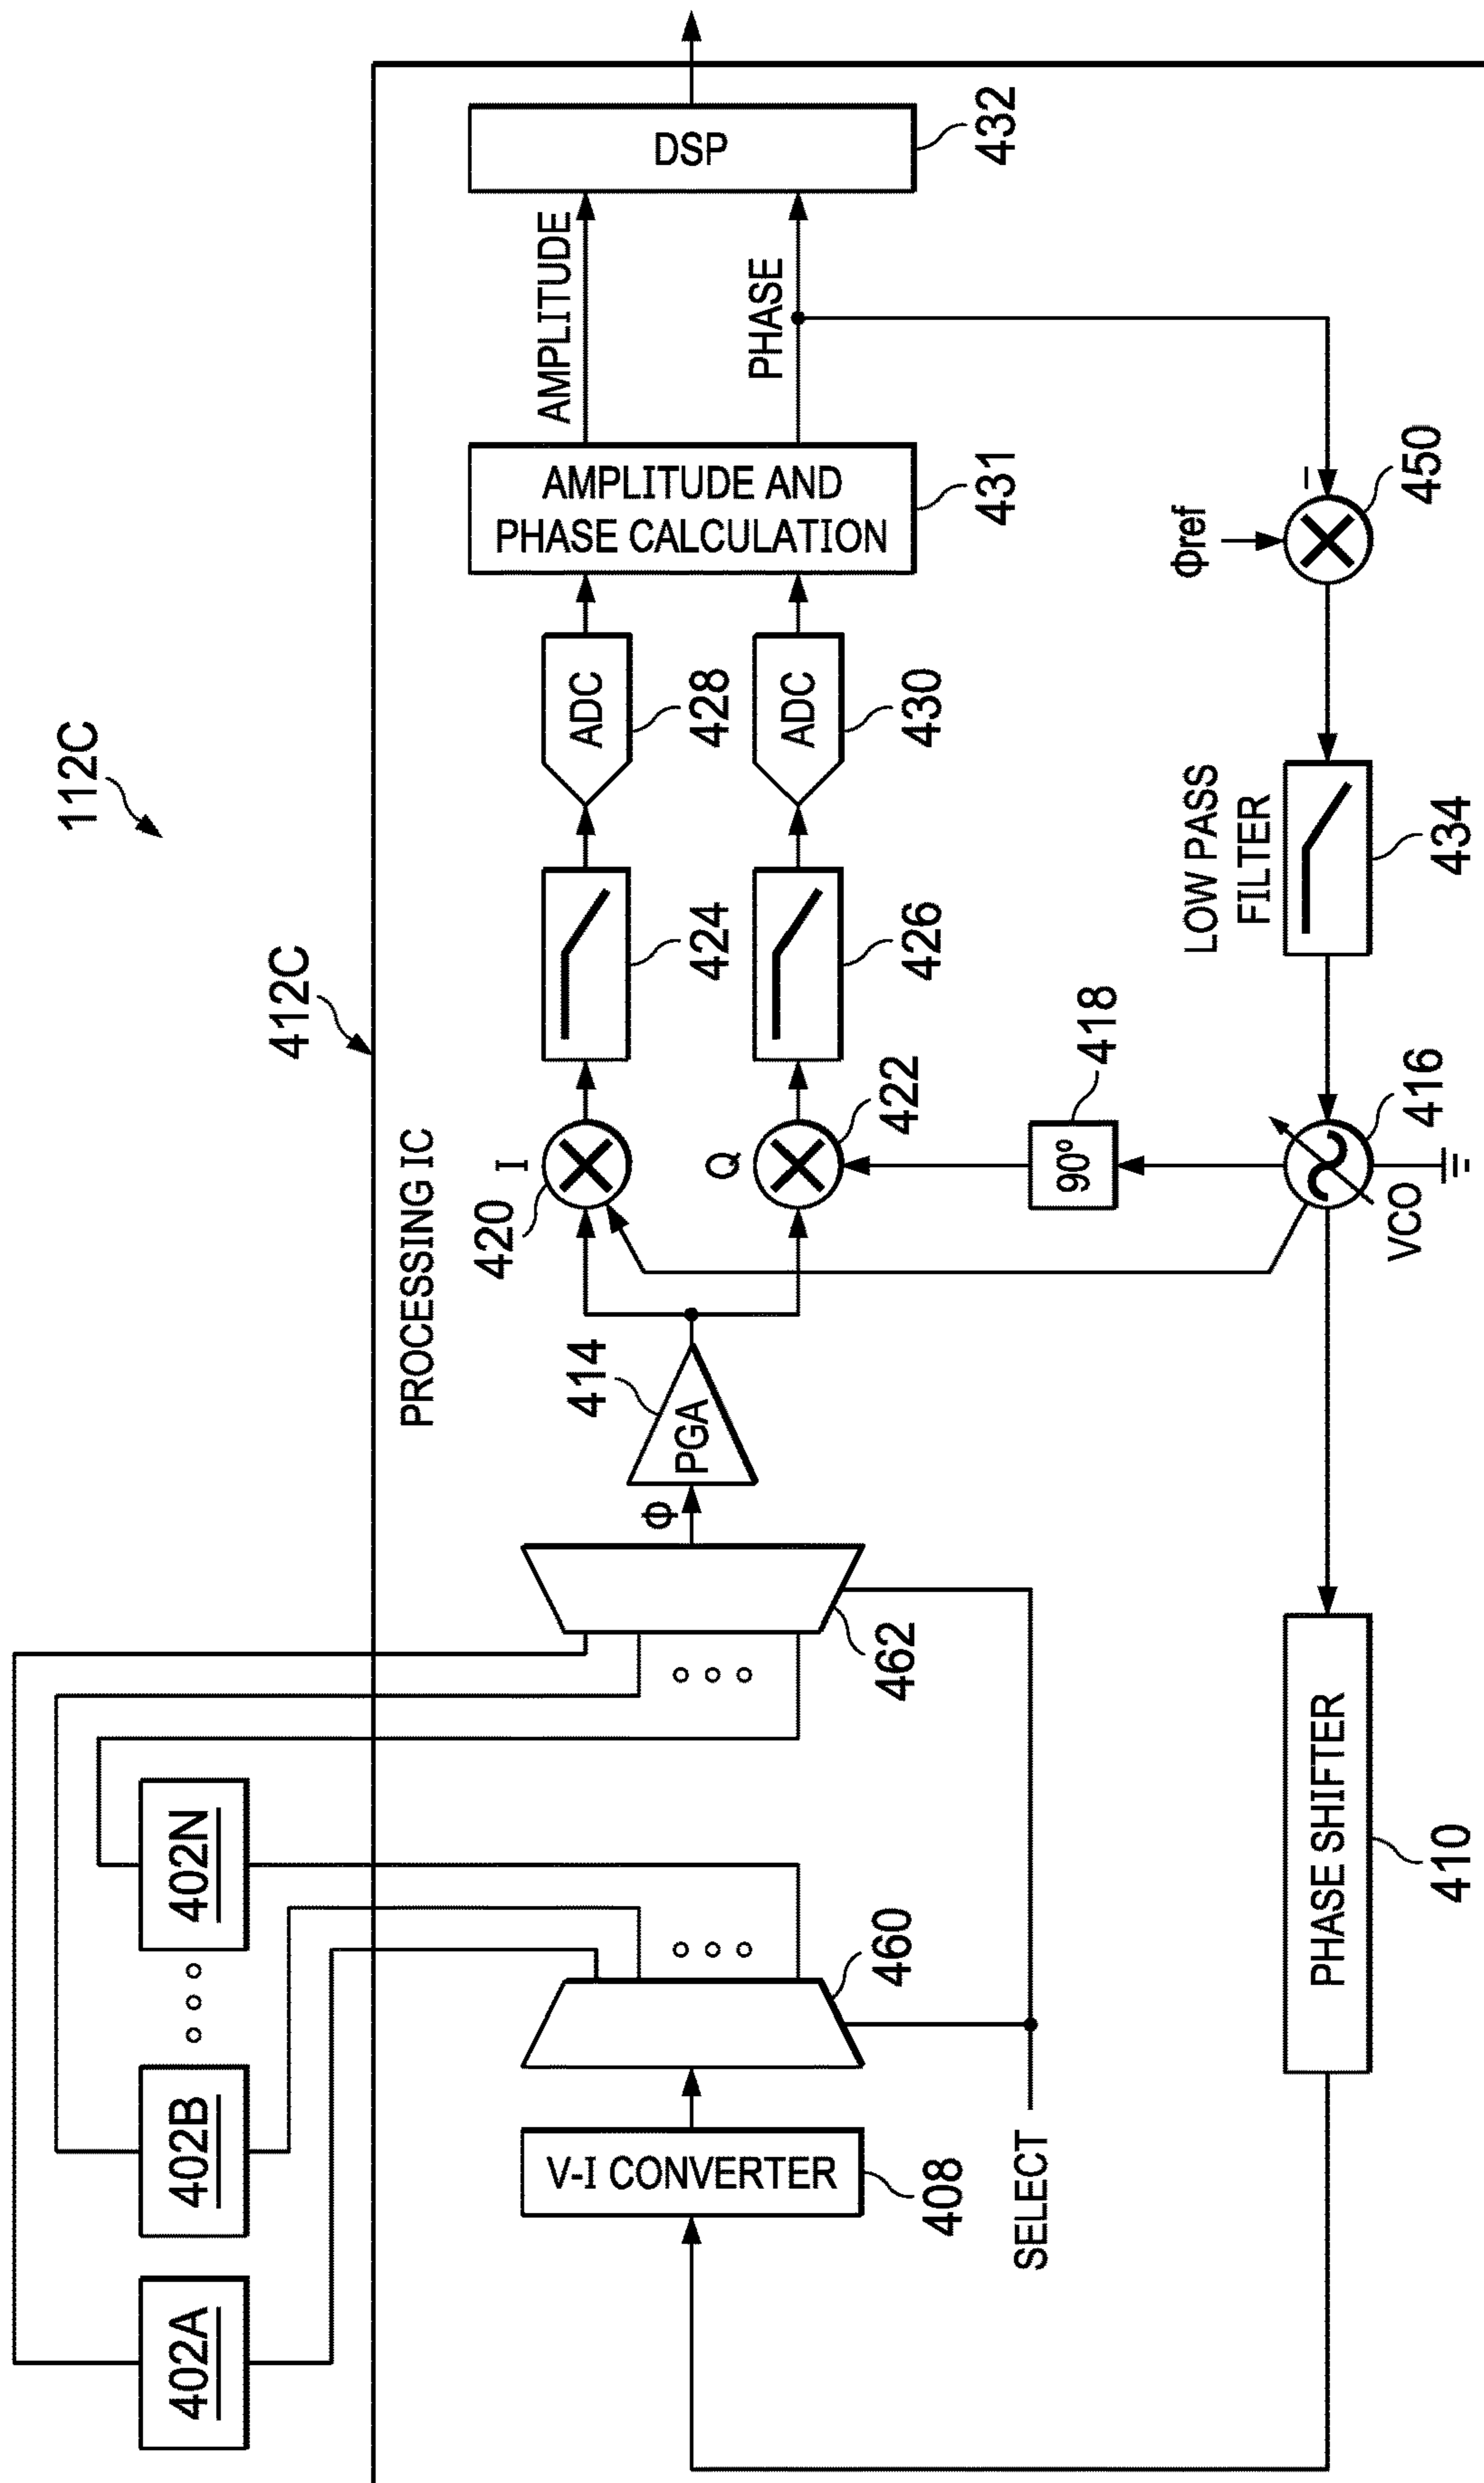 112C
402A
402B
402N
412C
PROCESSING IC
V-I CONVERTER
408
460
462
SELECT
Φ
PGA
414
420
I
Q
422
424
426
ADC
428
ADC
430
AMPLITUDE AND
PHASE CALCULATION
431
AMPLITUDE
PHASE
DSP
432
90º
418
PHASE SHIFTER
410
VCO
416
LOW PASS
FILTER
434
Φref
–
450